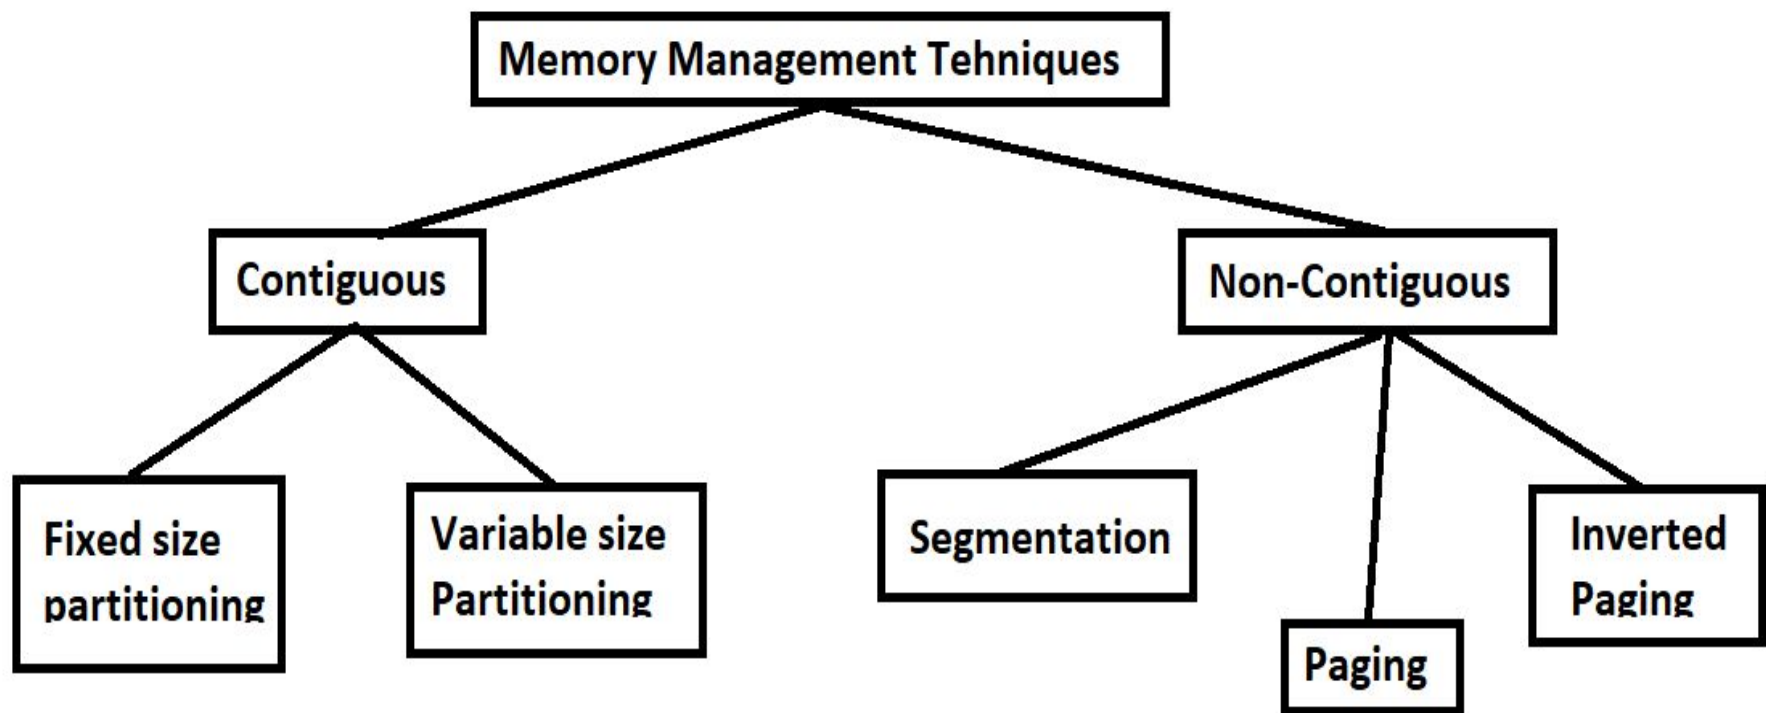 Memory Management Tehniques
Contiguous
Non-Contiguous
Fixed size
partitioning
Variable size
Partitioning
Segmentation
Paging
Inverted
Paging